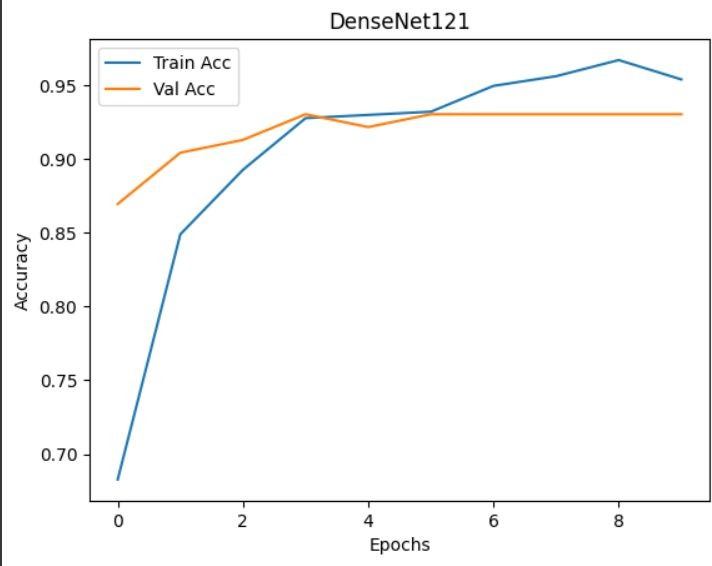 DenseNet121
Train Acc
Val Acc
0.95
0.90
0.85
0.80
0.75
0.70
Accuracy
0 2 4 6 8
Epochs